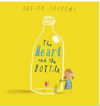 OLIVER JEFFERS
The
Heart
and the
BOTTLE